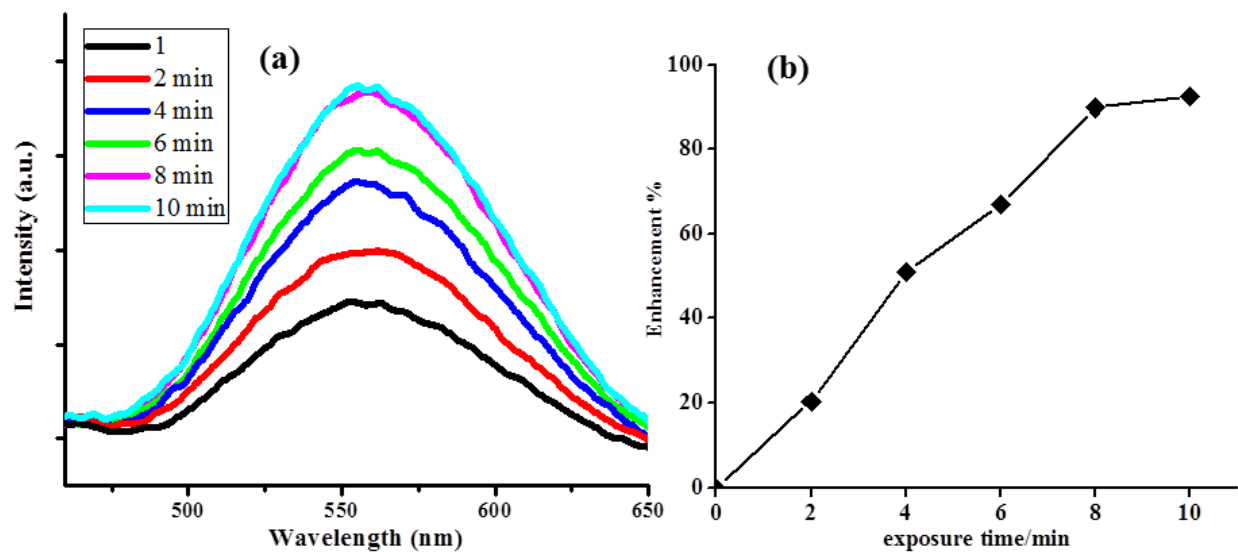 (a)
1
2 min
4 min
6 min
8 min
10 min
Intensity (a.u.)
500
550
600
650
Wavelength (nm)
(b)
100
80
60
40
20
0
Enhancement %
0
2
4
6
8
10
exposure time/min